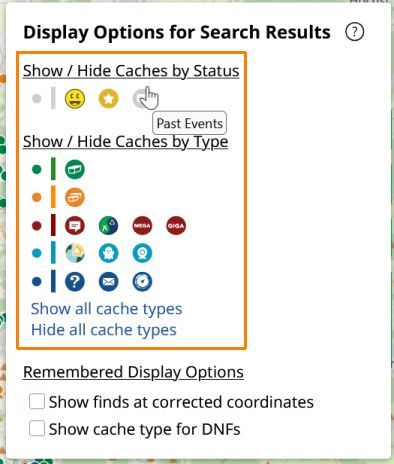 Display Options for Search Results ?
Show / Hide Caches by Status
Past Events
Show / Hide Caches by Type
MEGA GIGA
?
Show all cache types
Hide all cache types
Remembered Display Options
Show finds at corrected coordinates
Show cache type for DNFs